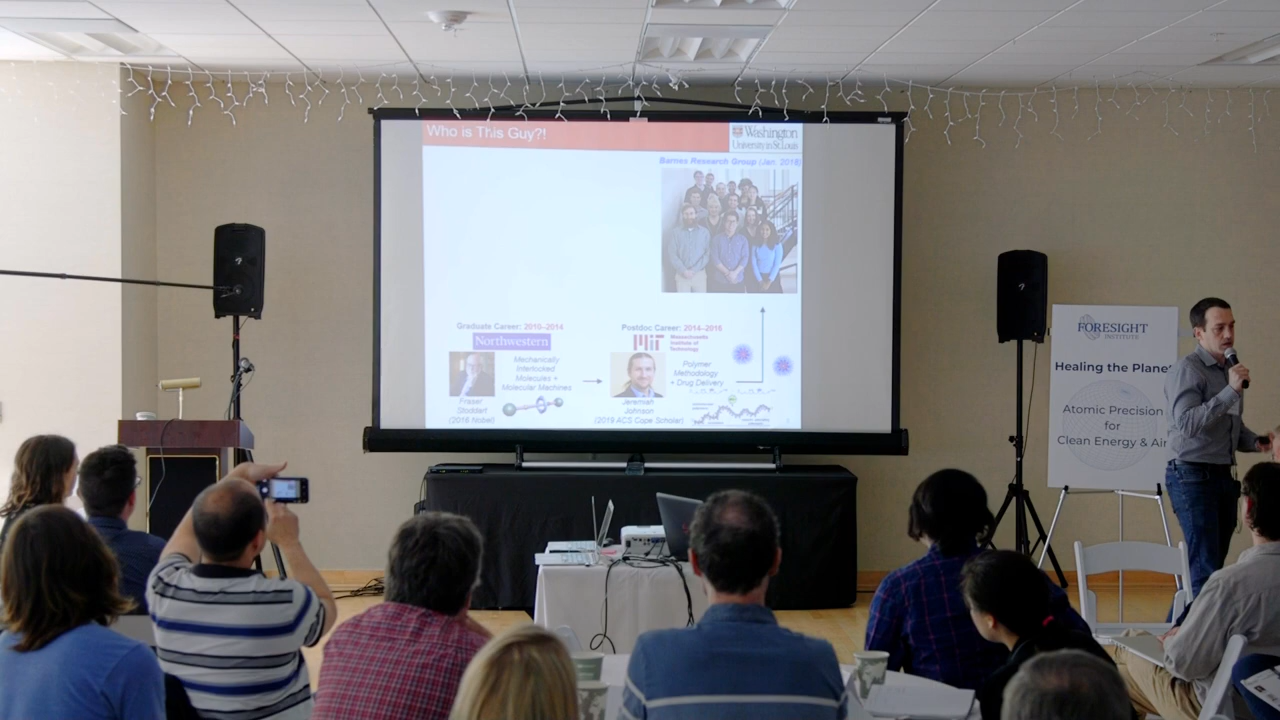 Who is This Guy?!
Washington
University in St. Louis
Barnes Research Group (Jan. 2018)
Graduate Career: 2010–2014
Northwestern
Mechanically
Interlocked
Molecules +
Molecular Machines
Fraser
Stoddart
(2016 Nobel)
Postdoc Career: 2014–2016
MIT
Massachusetts
Institute of
Technology
Polymer
Methodology
+ Drug Delivery
Jeremiah
Johnson
(2019 ACS Cope Scholar)
FORESIGHT
INSTITUTE
Healing the Planet
Atomic Precision
for
Clean Energy & Air